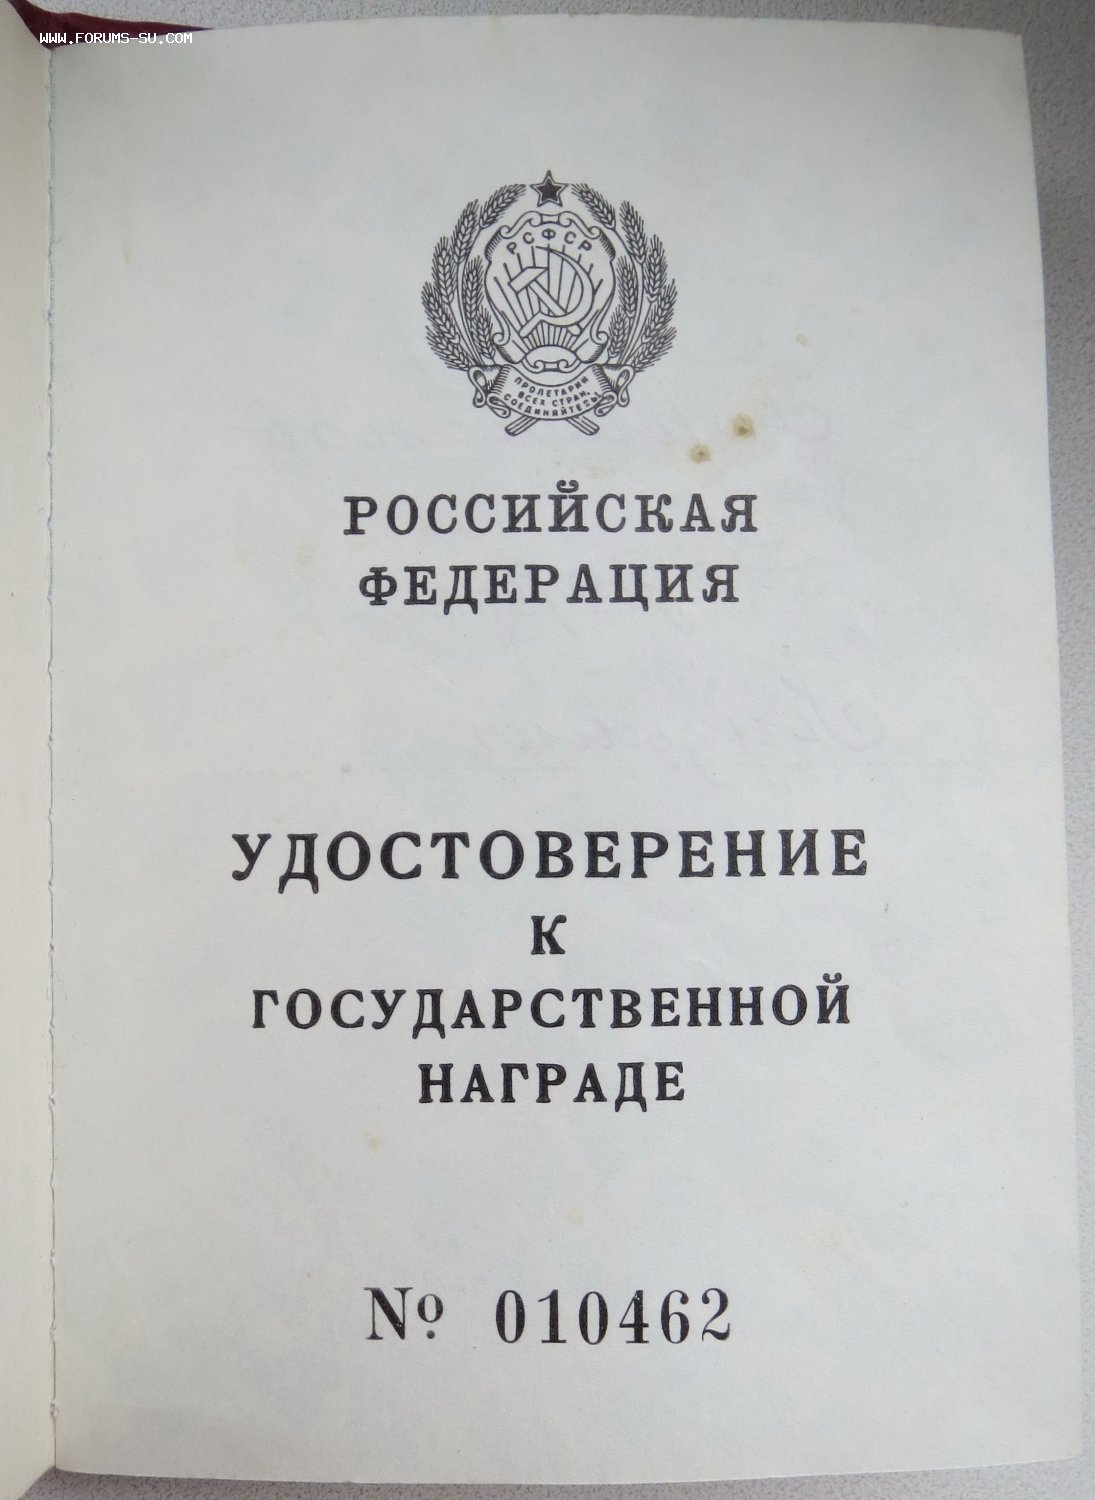 www.forums-su.com
РСФСР
ПРОЛЕТАРИИ
ВСЕХ СТРАН,
СОЕДИНЯЙТЕСЬ!
РОССИЙСКАЯ
ФЕДЕРАЦИЯ
УДОСТОВЕРЕНИЕ
К
ГОСУДАРСТВЕННОЙ
НАГРАДЕ
№ 010462